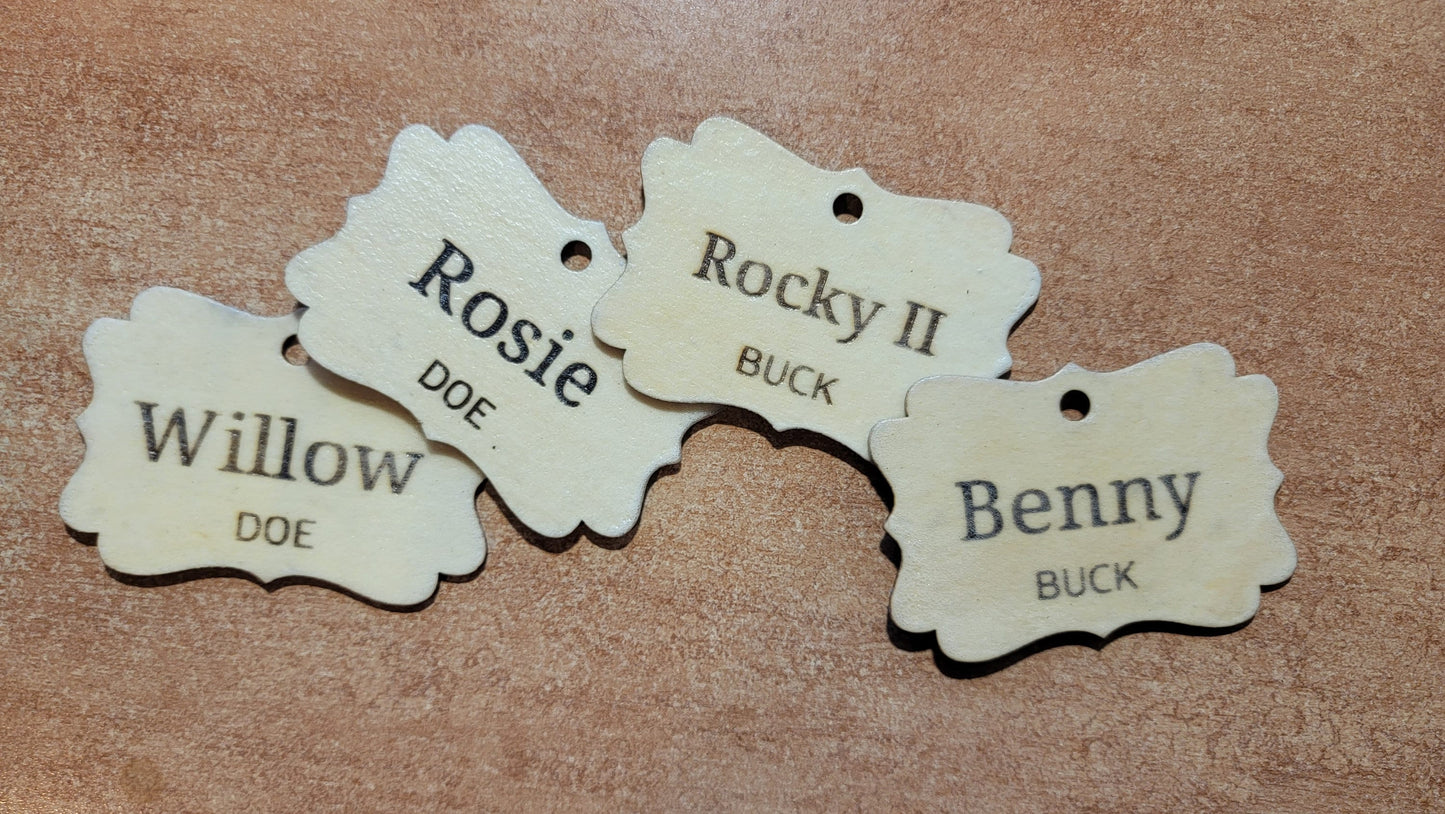 Willow
DOE
Rosie
DOE
Rocky II
BUCK
Benny
BUCK